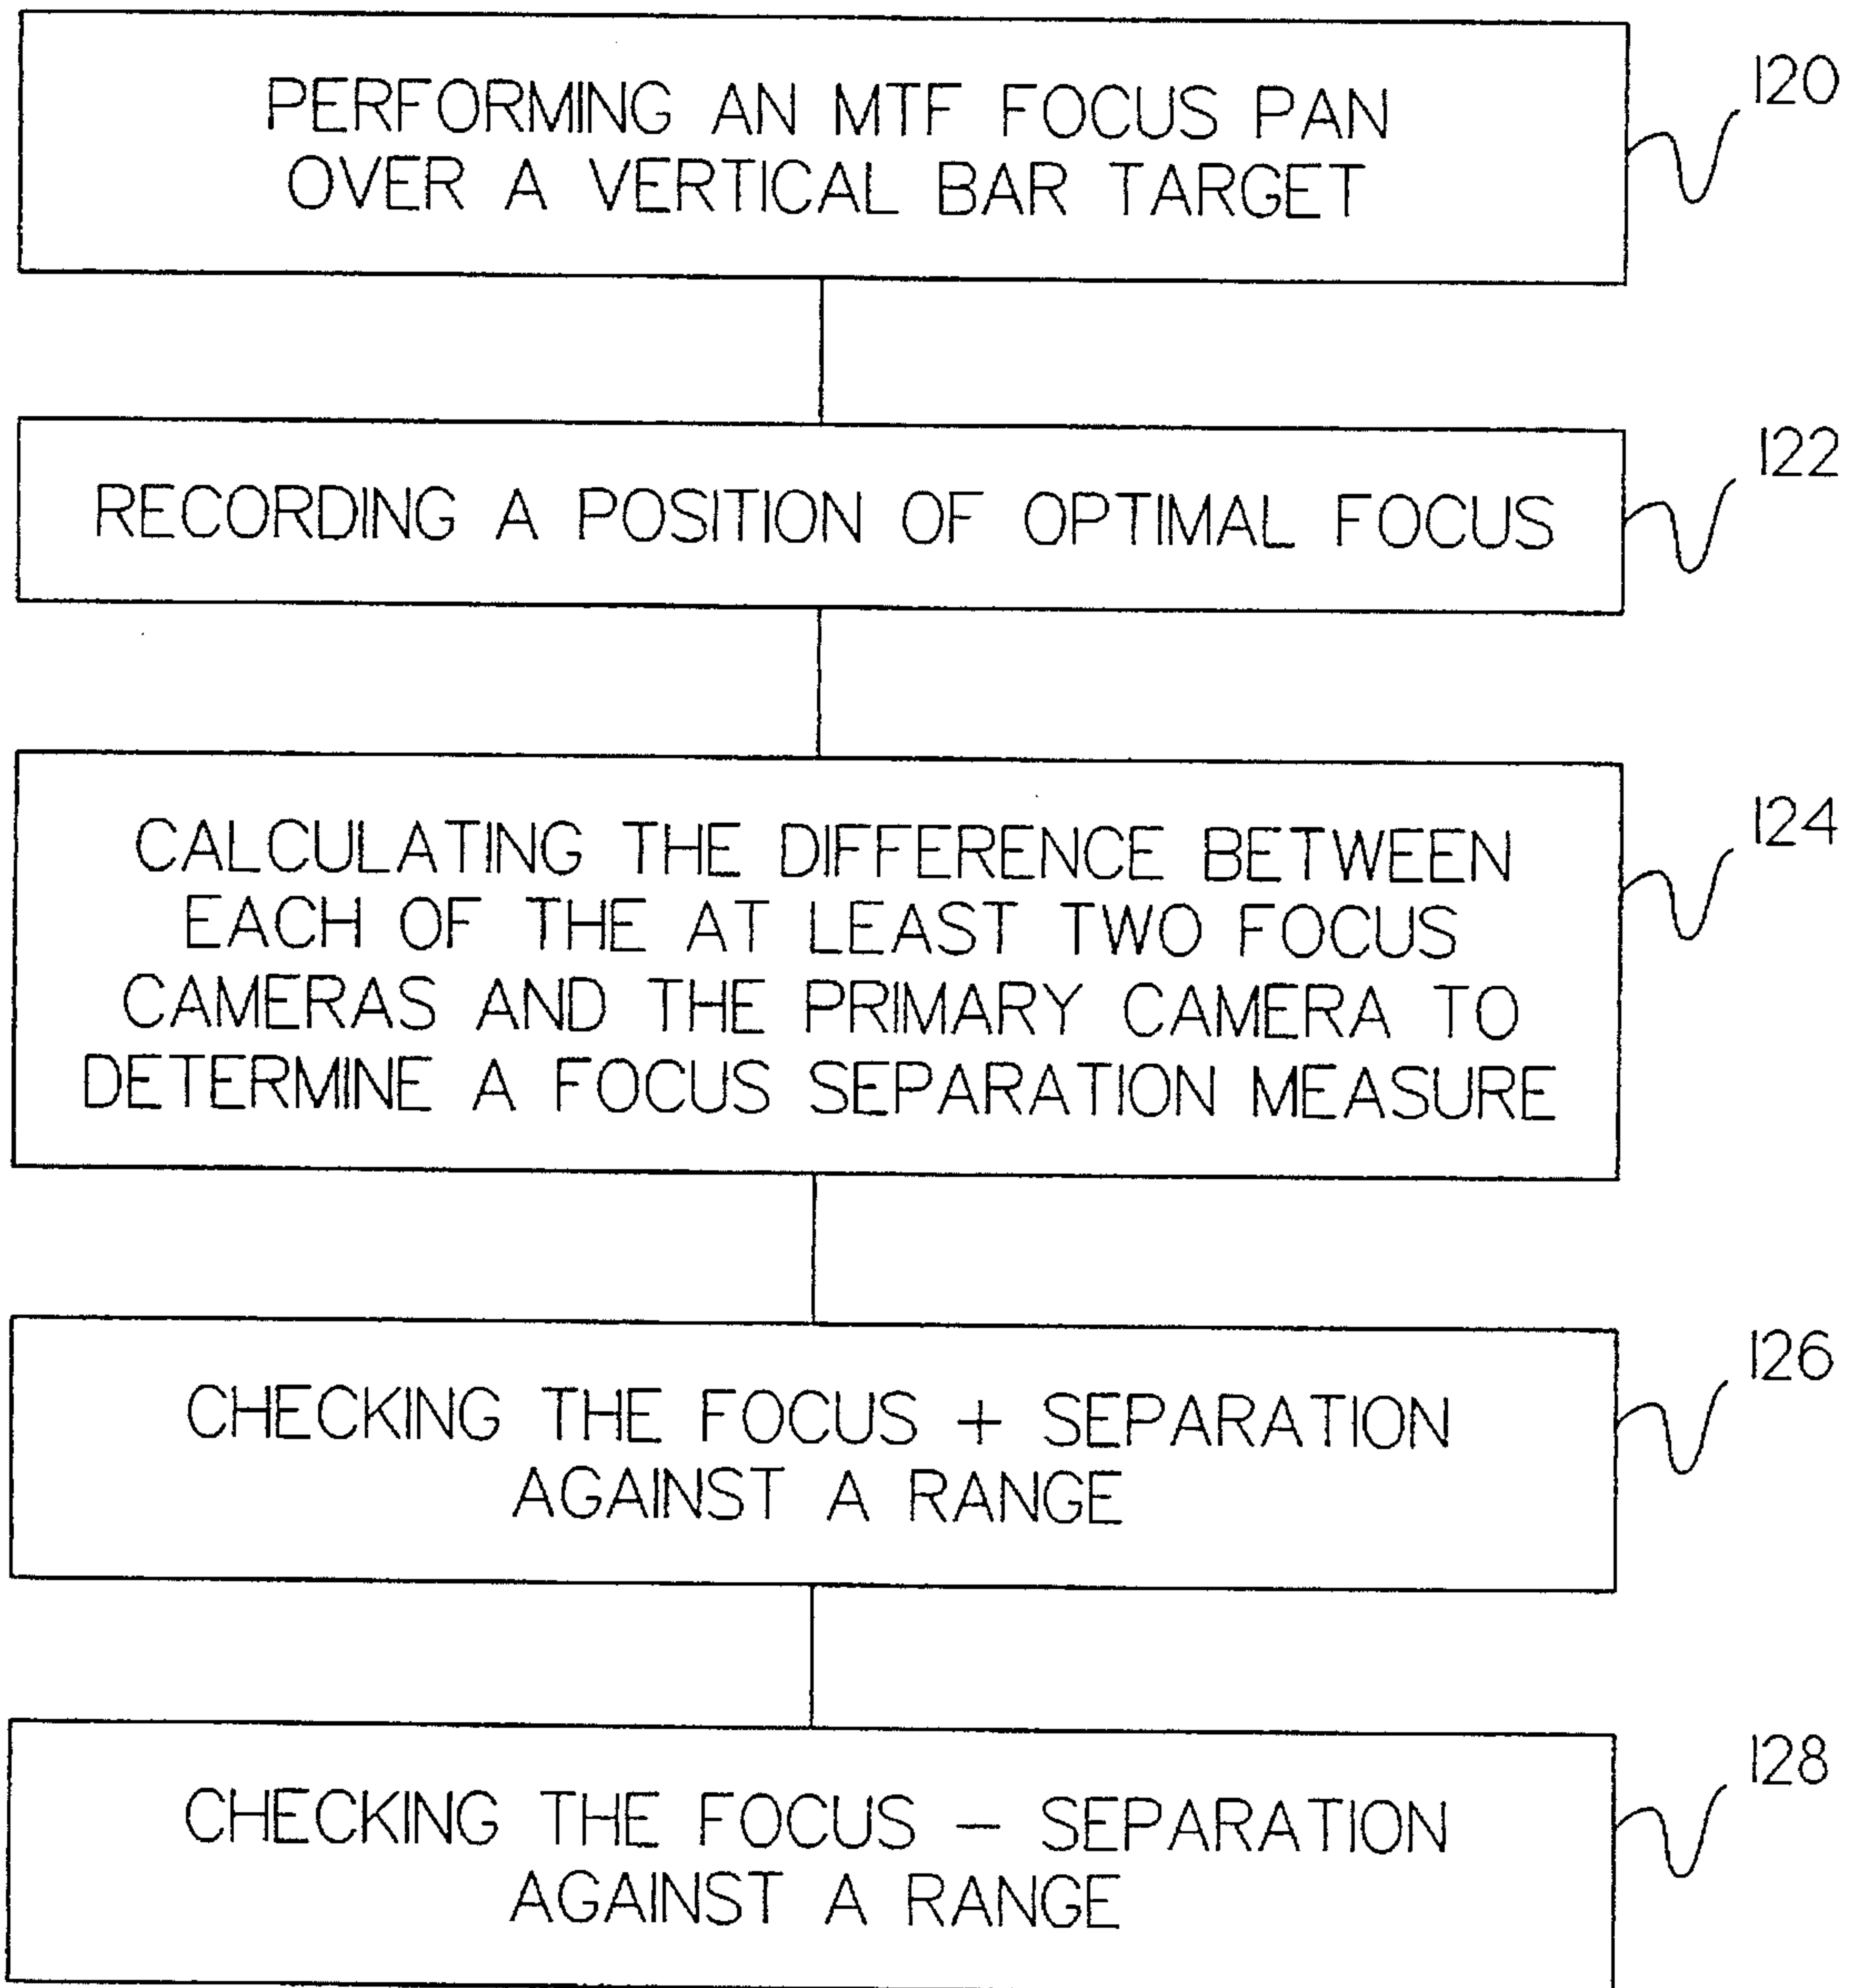 PERFORMING AN MTF FOCUS PAN
OVER A VERTICAL BAR TARGET
120
RECORDING A POSITION OF OPTIMAL FOCUS
122
CALCULATING THE DIFFERENCE BETWEEN
EACH OF THE AT LEAST TWO FOCUS
CAMERAS AND THE PRIMARY CAMERA TO
DETERMINE A FOCUS SEPARATION MEASURE
124
CHECKING THE FOCUS + SEPARATION
AGAINST A RANGE
126
CHECKING THE FOCUS - SEPARATION
AGAINST A RANGE
128